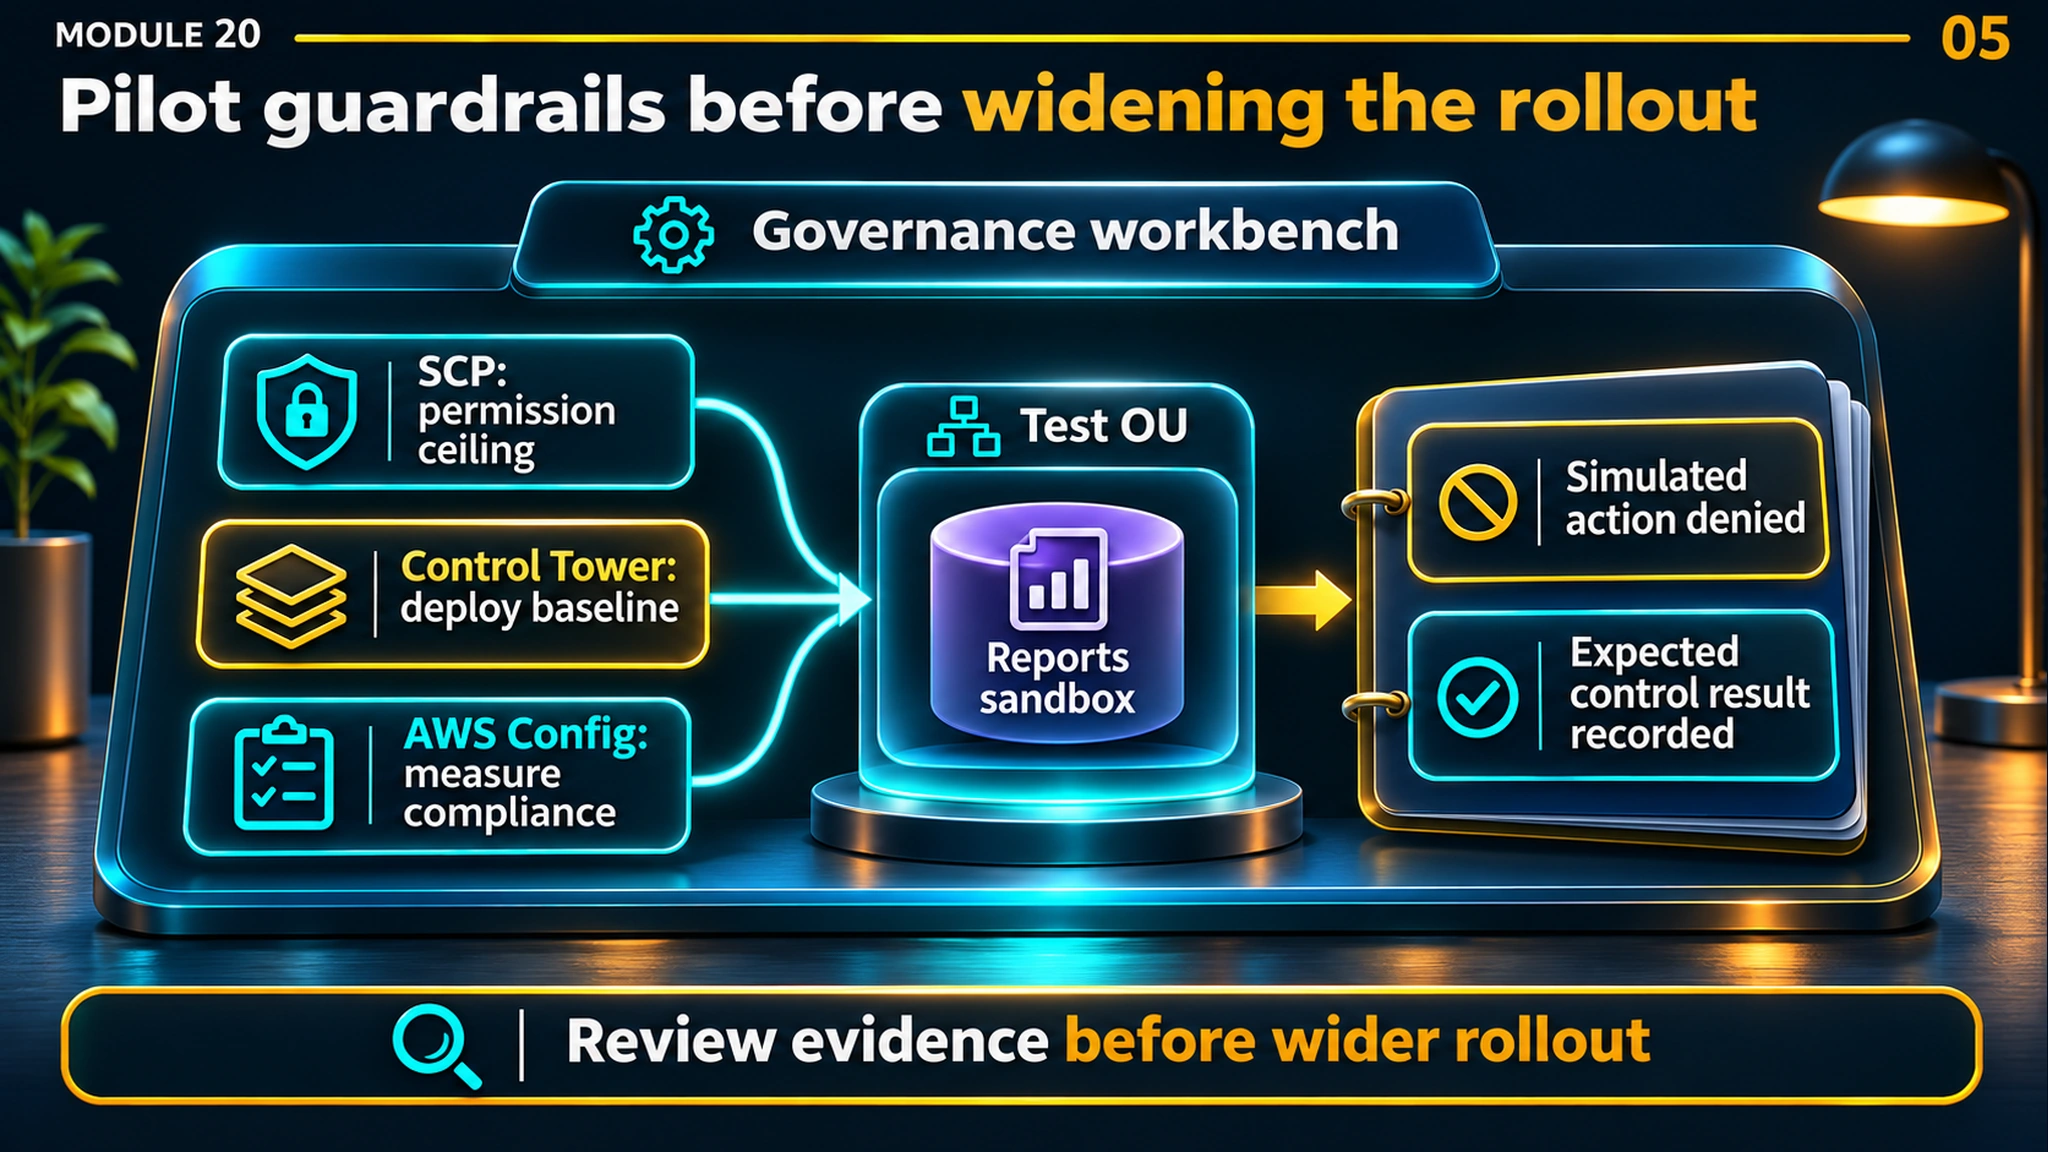 MODULE 20
05
Pilot guardrails before widening the rollout
Governance workbench
SCP:
permission
ceiling
Control Tower:
deploy baseline
AWS Config:
measure
compliance
Test OU
Reports
sandbox
Simulated
action denied
Expected
control result
recorded
Review evidence before wider rollout